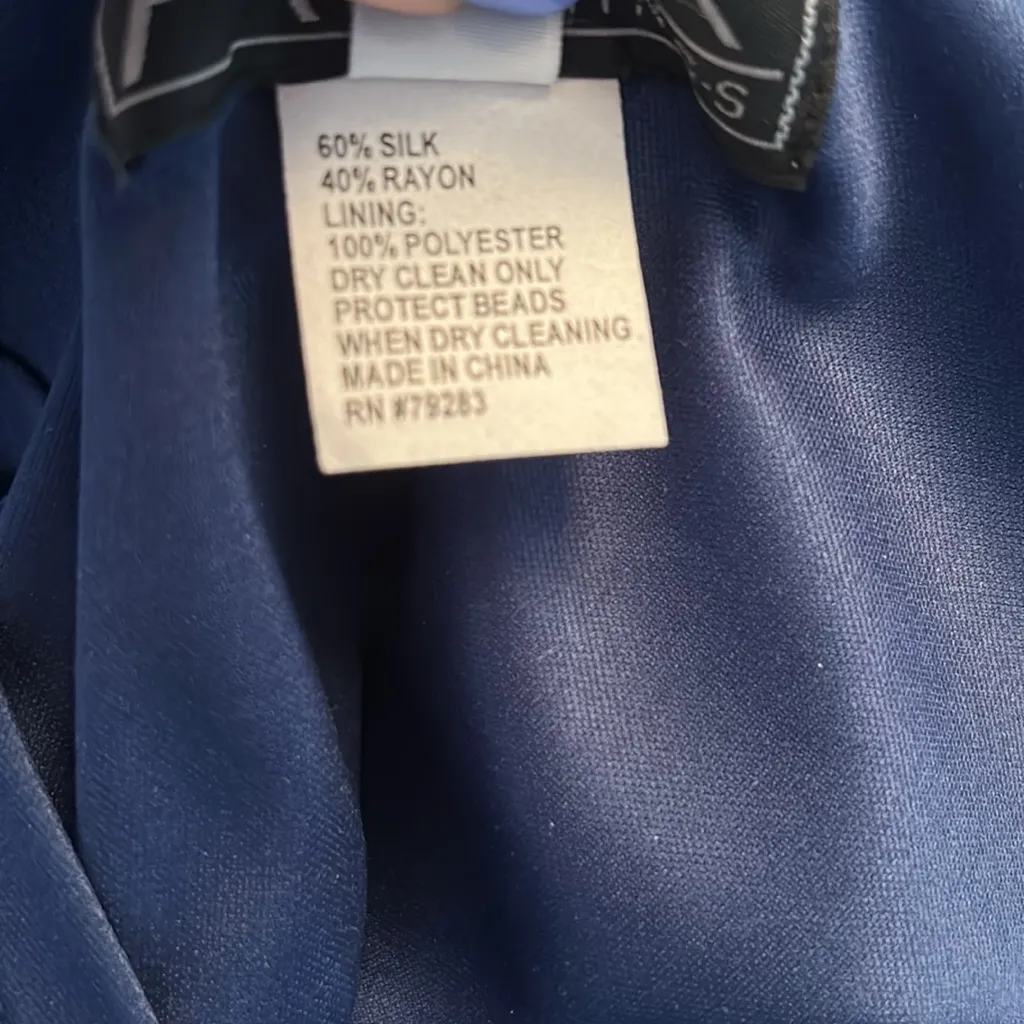 60% SILK
40% RAYON
LINING:
100% POLYESTER
DRY CLEAN ONLY
PROTECT BEADS
WHEN DRY CLEANING
MADE IN CHINA
RN #79283